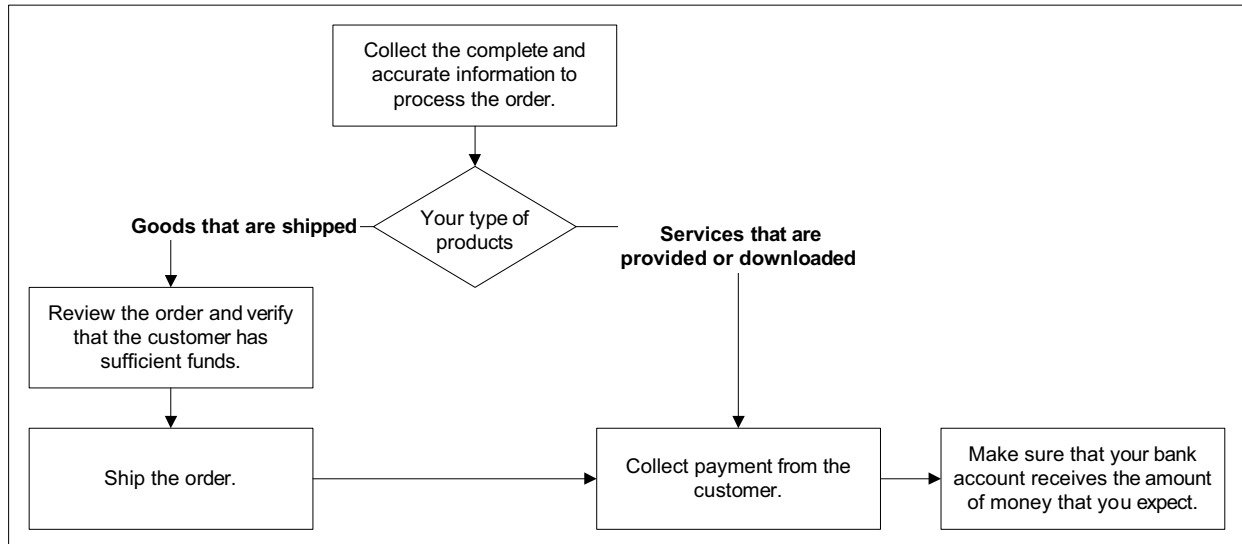 Collect the complete and
accurate information to
process the order.
Your type of
products
Goods that are shipped
Services that are
provided or downloaded
Review the order and verify
that the customer has
sufficient funds.
Ship the order.
Collect payment from the
customer.
Make sure that your bank
account receives the amount
of money that you expect.